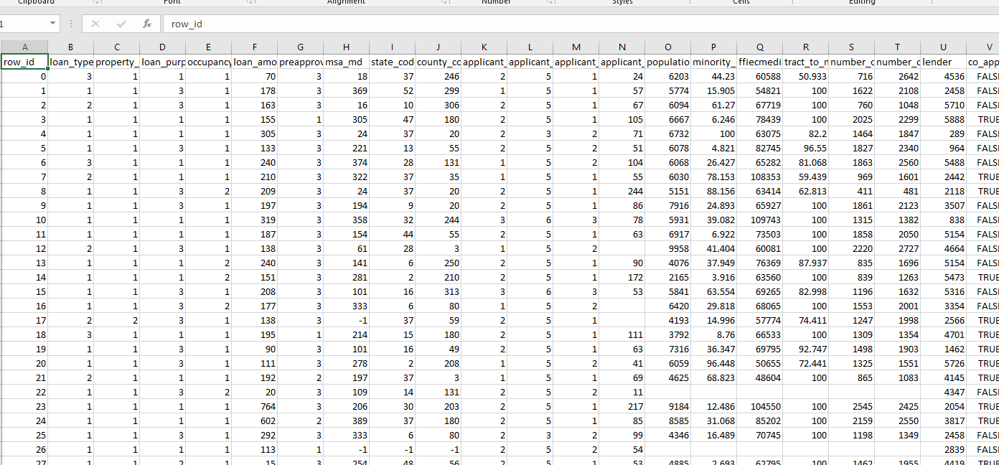 Clipboard Font Alignment Number Styles Cells Editing
1 fx row_id
A B C D E F G H I J K L M N O P Q R S T U V
row_id loan_type property_ loan_purp occupancy loan_amo preapprov msa_md state_cod county_co applicant_ applicant_ applicant_ applicant_ populatio minority_ ffiecmedi tract_to_n number_o number_o lender co_app
0 3 1 1 1 70 3 18 37 246 2 5 1 24 6203 44.23 60588 50.933 716 2642 4536 FALS
1 1 1 3 1 178 3 369 52 299 1 5 1 57 5774 15.905 54821 100 1622 2108 2458 FALS
2 2 1 3 1 163 3 16 10 306 2 5 1 67 6094 61.27 67719 100 760 1048 5710 FALS
3 1 1 1 1 155 1 305 47 180 2 5 1 105 6667 6.246 78439 100 2025 2299 5888 TRUE
4 1 1 1 1 305 3 24 37 20 2 3 2 71 6732 100 63075 82.2 1464 1847 289 FALS
5 1 1 3 1 133 3 221 13 55 2 5 2 51 6078 4.821 82745 96.55 1827 2340 964 FALS
6 3 1 1 1 240 3 374 28 131 1 5 2 104 6068 26.427 65282 81.068 1863 2560 5488 FALS
7 2 1 1 1 210 3 322 37 35 1 5 1 55 6030 78.153 108353 59.439 969 1601 2442 TRUE
8 1 1 3 2 209 3 24 37 20 2 5 1 244 5151 88.156 63414 62.813 411 481 2118 TRUE
9 1 1 3 1 197 3 194 9 20 2 5 1 86 7916 24.893 65927 100 1861 2123 3507 FALS
10 1 1 1 1 319 3 358 32 244 3 6 3 78 5931 39.082 109743 100 1315 1382 838 FALS
11 1 1 1 1 187 3 154 44 55 2 5 1 63 6917 6.922 73503 100 1858 2050 5154 FALS
12 2 1 3 1 138 3 61 28 3 1 5 2 9958 41.404 60081 100 2220 2727 4664 FALS
13 1 1 1 2 240 3 141 6 250 2 5 1 90 4076 37.949 76369 87.937 835 1696 5154 FALS
14 1 1 1 2 151 3 281 2 210 2 5 1 172 2165 3.916 63560 100 839 1263 5473 TRUE
15 1 1 3 1 208 3 101 16 313 3 6 3 53 5841 63.554 69265 82.998 1196 1632 5316 FALS
16 1 1 3 2 177 3 333 6 80 1 5 2 6420 29.818 68065 100 1553 2001 3354 FALS
17 2 2 3 1 138 3 -1 37 59 2 5 1 4193 14.996 57774 74.411 1247 1998 2566 TRUE
18 3 1 1 1 195 1 214 15 180 2 5 1 111 3792 8.76 66533 100 1309 1354 4701 TRUE
19 1 1 3 1 90 3 101 16 49 2 5 1 63 7316 36.347 69795 92.747 1498 1903 1462 TRUE
20 1 1 3 1 111 3 278 2 208 1 5 2 41 6059 96.448 50655 72.441 1325 1551 5726 TRUE
21 2 1 1 1 192 2 197 37 3 1 5 1 69 4625 68.823 48604 100 865 1083 4145 TRUE
22 1 1 3 2 20 3 109 14 131 2 5 2 11 4347 FALS
23 1 1 1 1 764 3 206 30 203 2 5 1 217 9184 12.486 104550 100 2545 2425 2054 TRUE
24 1 1 1 1 602 2 389 37 180 2 5 1 85 8585 31.068 85202 100 2159 2550 3817 TRUE
25 1 1 3 1 292 3 333 6 80 2 3 2 99 4346 16.489 70745 100 1198 1349 2458 FALS
26 1 1 1 1 113 1 -1 -1 -1 2 5 2 54 2839 FALS
27 1 1 2 1 15 3 254 48 56 2 5 1 53 4885 2.693 62795 100 1462 1955 4419 TRUE